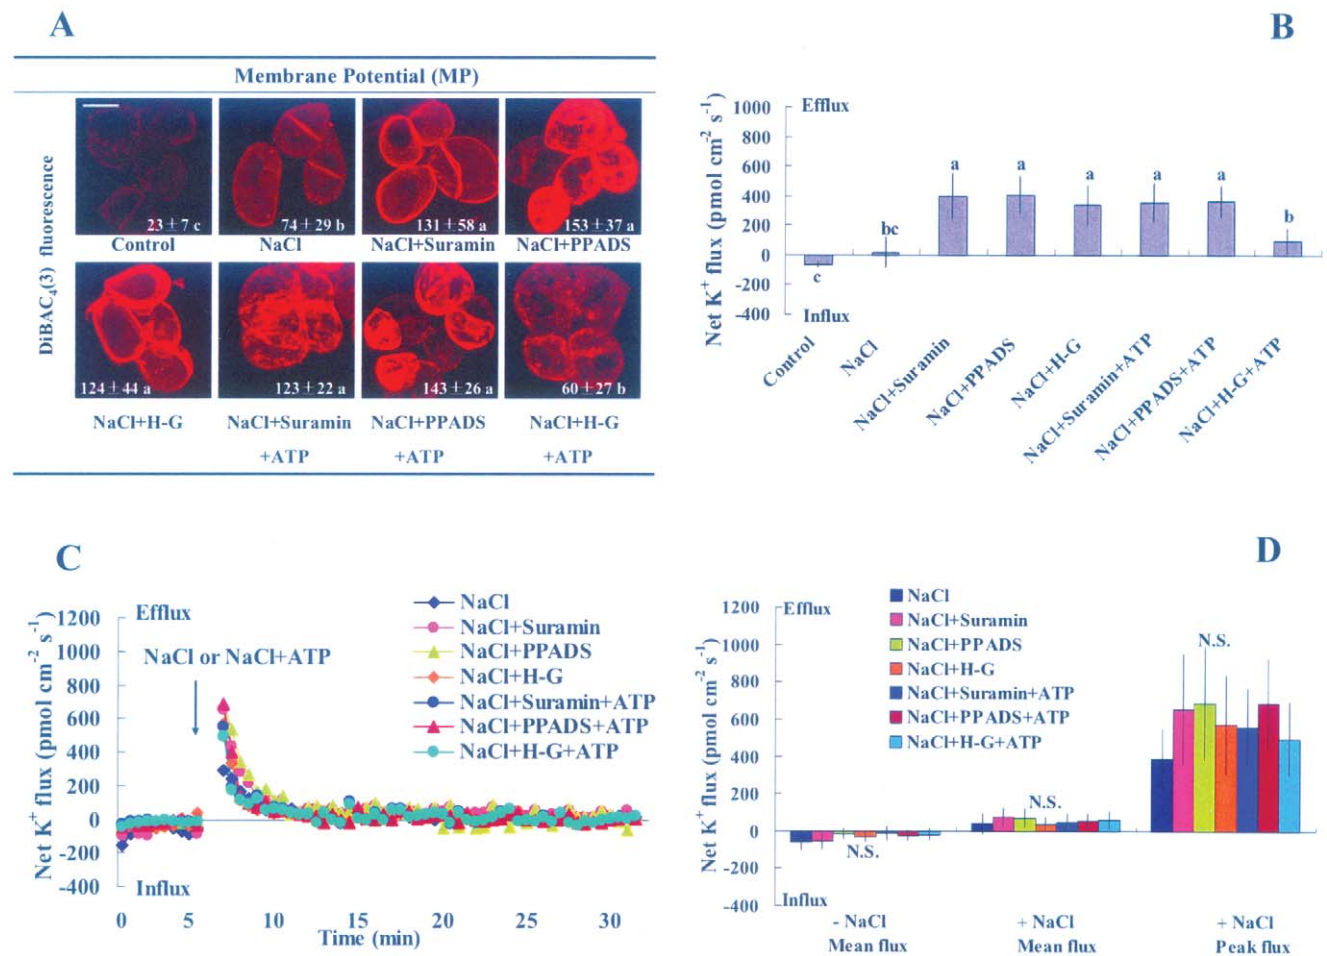 A
Membrane Potential (MP)
DiBAC4(3) fluorescence
23±7 c
74±29 b
131±58 a
153±37 a
Control
NaCl
NaCl+Suramin
NaCl+PPADS
124±44 a
123±22 a
143±26 a
60±27 b
NaCl+H-G
NaCl+Suramin
+ATP
NaCl+PPADS
+ATP
NaCl+H-G
+ATP
B
Net K+ flux (pmol cm-2 s-1)
1000
800
600
400
200
0
-200
-400
Efflux
Influx
c
bc
a
a
a
a
a
b
Control
NaCl
NaCl+Suramin
NaCl+PPADS
NaCl+H-G
NaCl+Suramin+ATP
NaCl+PPADS+ATP
NaCl+H-G+ATP
C
Net K+ flux (pmol cm-2 s-1)
1200
1000
800
600
400
200
0
-200
-400
Efflux
NaCl or NaCl+ATP
Influx
NaCl
NaCl+Suramin
NaCl+PPADS
NaCl+H-G
NaCl+Suramin+ATP
NaCl+PPADS+ATP
NaCl+H-G+ATP
0 5 10 15 20 25 30
Time (min)
D
Net K+ flux (pmol cm-2 s-1)
1200
1000
800
600
400
200
0
-200
-400
Efflux
Influx
NaCl
NaCl+Suramin
NaCl+PPADS
NaCl+H-G
NaCl+Suramin+ATP
NaCl+PPADS+ATP
NaCl+H-G+ATP
N.S.
N.S.
N.S.
- NaCl
Mean flux
+ NaCl
Mean flux
+ NaCl
Peak flux